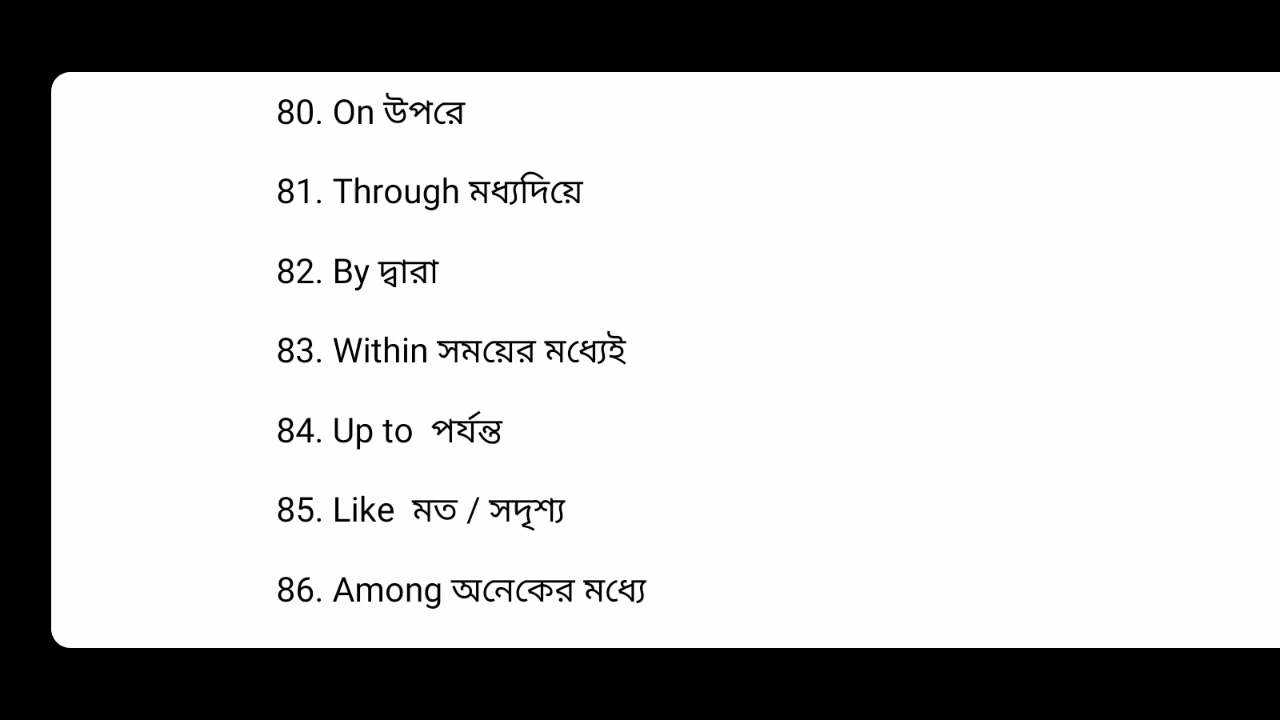 80. On উপরে
81. Through মধ্যদিয়ে
82. By দ্বারা
83. Within সময়ের মধ্যেই
84. Up to  পর্যন্ত
85. Like  মত / সদৃশ্য
86. Among অনেকের মধ্যে